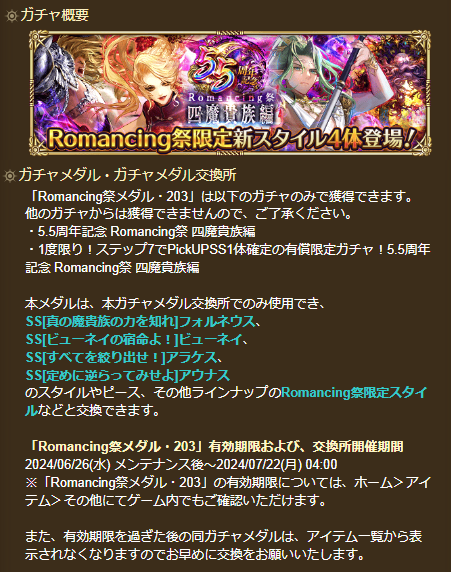 ガチャ概要
5.5周年
Romancing祭
四魔貴族編
Romancing祭限定新スタイル4体登場!
ガチャメダル・ガチャメダル交換所
「Romancing祭メダル・203」は以下のガチャのみで獲得できます。
他のガチャからは獲得できませんので、ご了承ください。
・5.5周年記念 Romancing祭 四魔貴族編
・1度限り！ステップ7でPickUPSS1体確定の有償限定ガチャ！5.5周年
記念 Romancing祭 四魔貴族編
本メダルは、本ガチャメダル交換所でのみ使用でき、
SS[真の魔貴族の力を知れ]フォルネウス、
SS[ビューネイの宿命よ！]ビューネイ、
SS[すべてを絞り出せ！]アラケス、
SS[定めに逆らってみせよ]アウナス
のスタイルやピース、その他ラインナップのRomancing祭限定スタイ
ルなどと交換できます。
「Romancing祭メダル・203」有効期限および、交換所開催期間
2024/06/26(水) メンテナンス後～2024/07/22(月) 04:00
※「Romancing祭メダル・203」の有効期限については、ホーム＞アイ
テム＞その他にてゲーム内でもご確認いただけます。
また、有効期限を過ぎた後の同ガチャメダルは、アイテム一覧から表
示されなくなりますのでお早めに交換をお願いいたします。